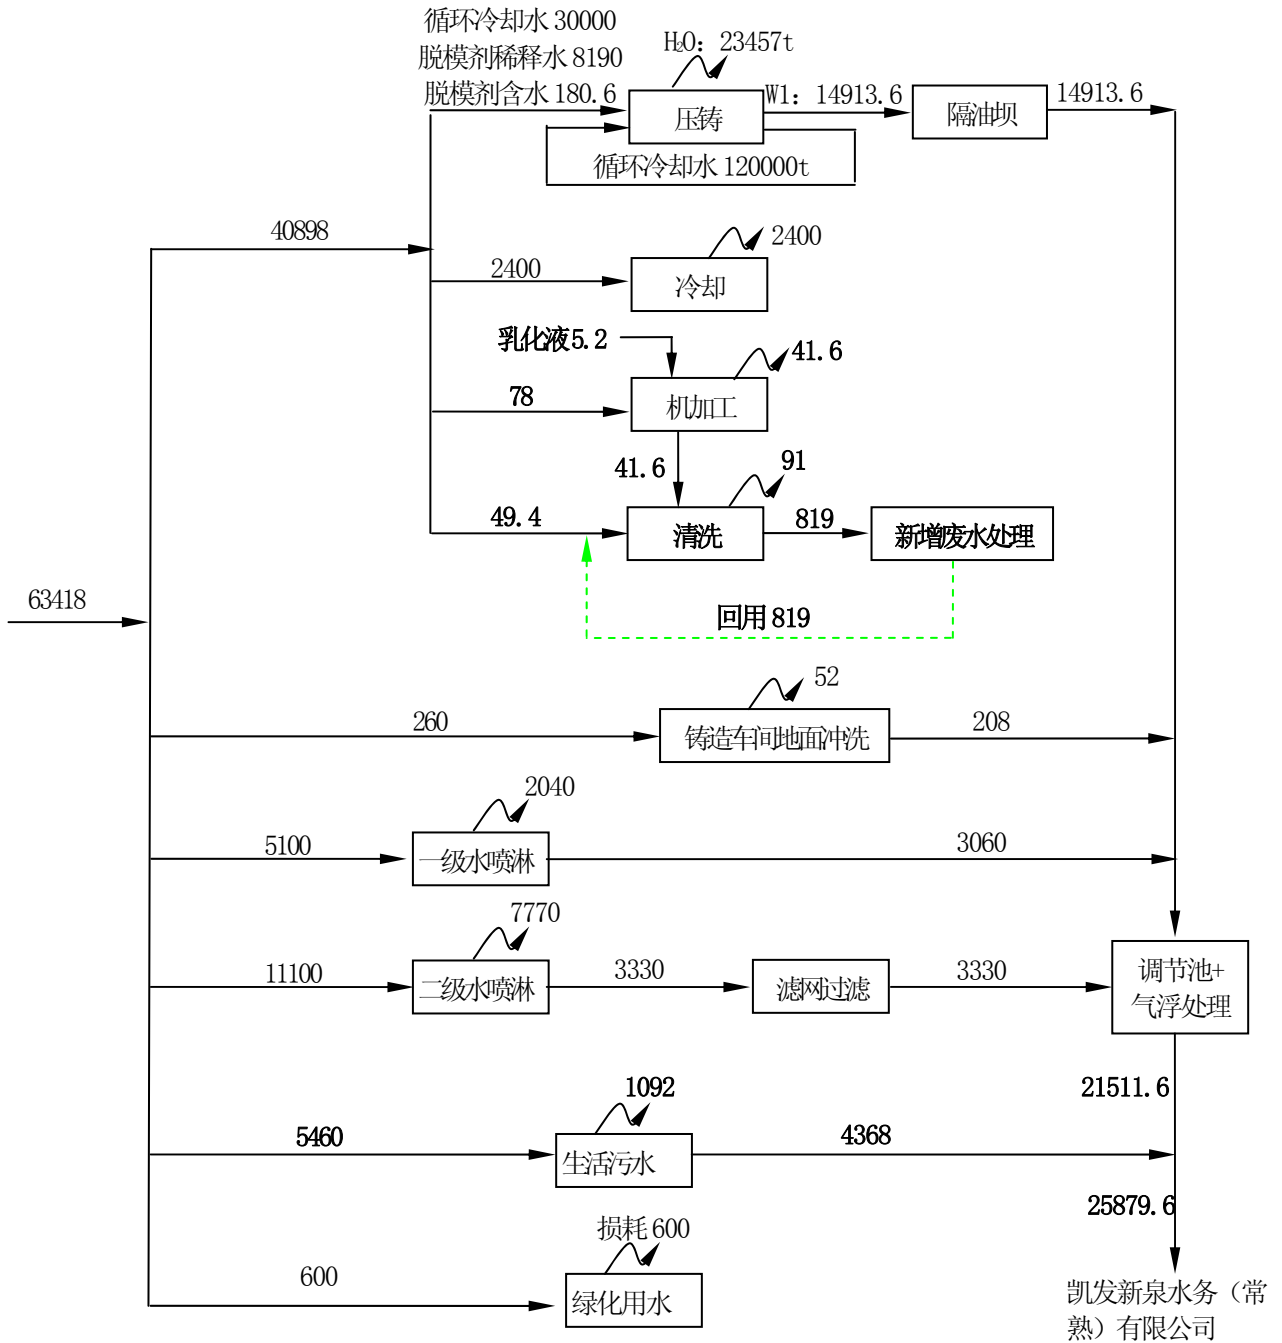 循环冷却水 30000
脱模剂稀释水 8190
脱模剂含水 180.6
H₂O：23457t
压铸
W1：14913.6
隔油坝
14913.6
循环冷却水 120000t
40898
2400
2400
冷却
乳化液5.2
41.6
78
机加工
41.6
91
49.4
清洗
819
新增废水处理
回用 819
63418
52
260
铸造车间地面冲洗
208
2040
5100
一级水喷淋
3060
7770
11100
二级水喷淋
3330
滤网过滤
3330
调节池+
气浮处理
21511.6
1092
5460
生活污水
4368
25879.6
损耗 600
600
绿化用水
凯发新泉水务（常
熟）有限公司